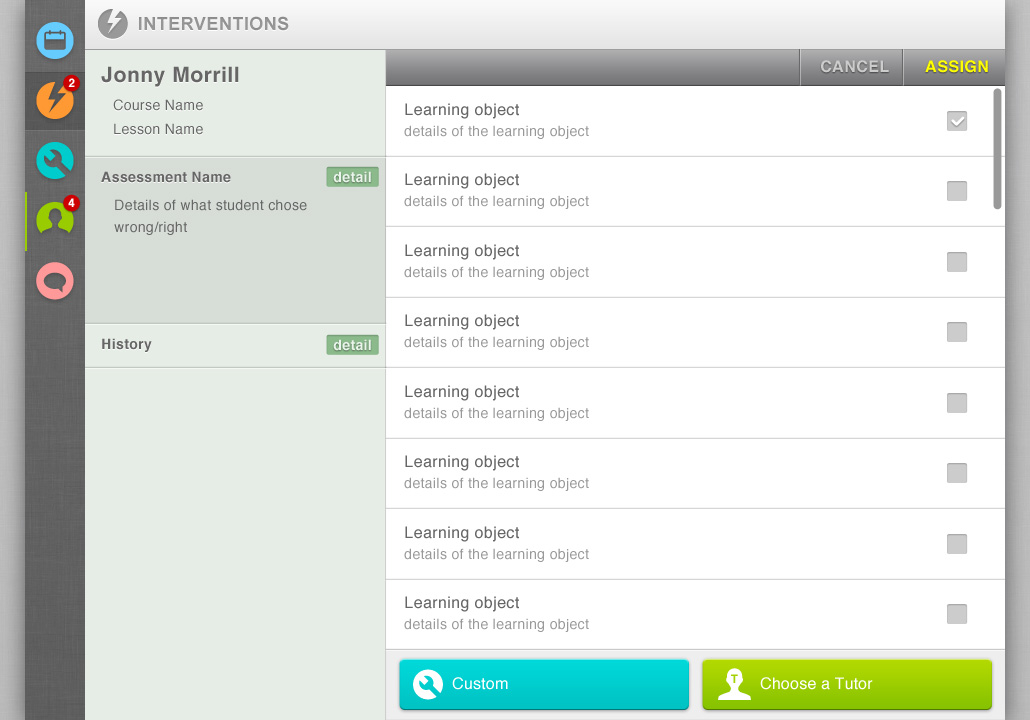 INTERVENTIONS
2
4
Jonny Morrill
Course Name
Lesson Name
Assessment Name
detail
Details of what student chose
wrong/right
History
detail
CANCEL
ASSIGN
Learning object
details of the learning object
Learning object
details of the learning object
Learning object
details of the learning object
Learning object
details of the learning object
Learning object
details of the learning object
Learning object
details of the learning object
Learning object
details of the learning object
Learning object
details of the learning object
Custom
T
Choose a Tutor